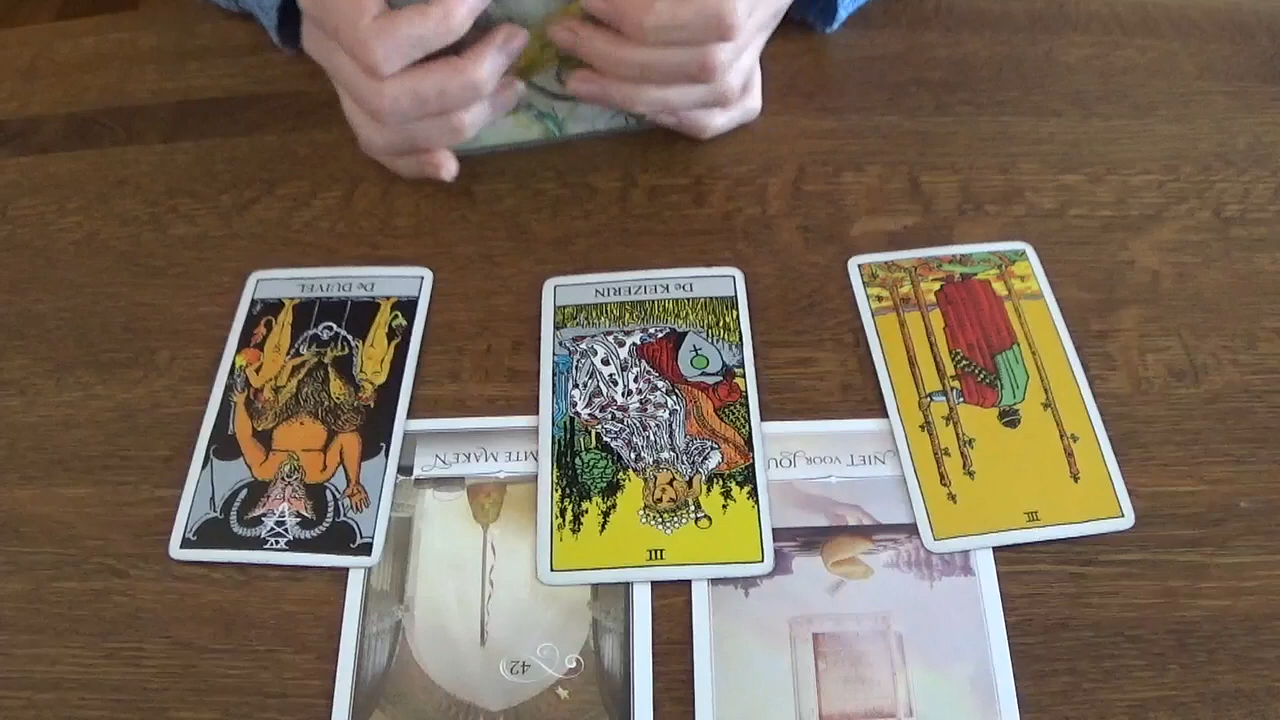 De DUIVEL
XV
De KEIZERIN
III
III
MTE MAKEN
42
NIET VOOR JOU